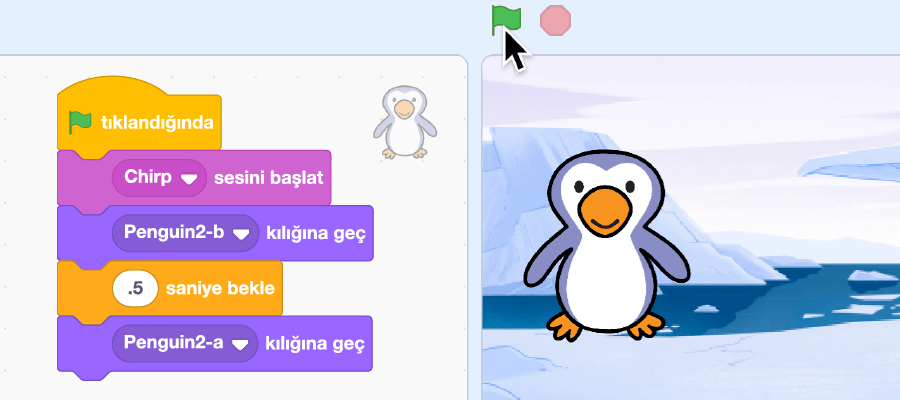 tıklandığında
Chirp sesini başlat
Penguin2-b kılığına geç
.5 saniye bekle
Penguin2-a kılığına geç